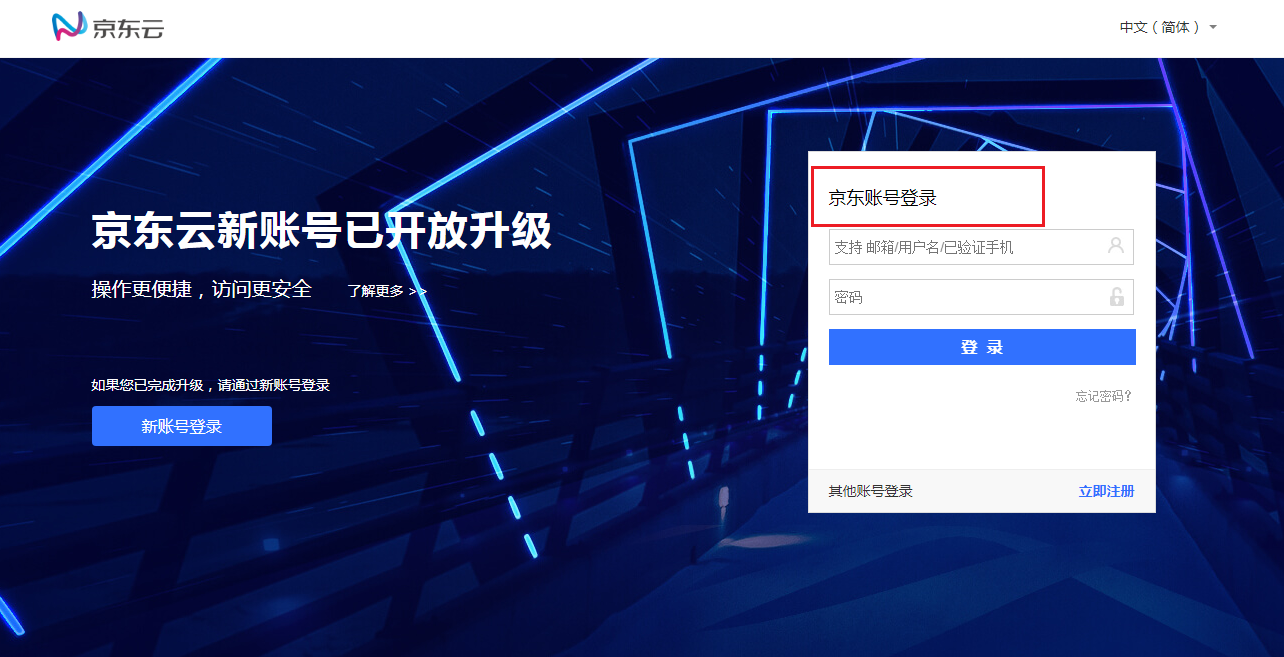 京东云
中文（简体）
京东云新账号已开放升级
操作更便捷，访问更安全
了解更多 >>
如果您已完成升级，请通过新账号登录
新账号登录
京东账号登录
支持 邮箱/用户名/已验证手机
密码
登 录
忘记密码?
其他账号登录
立即注册